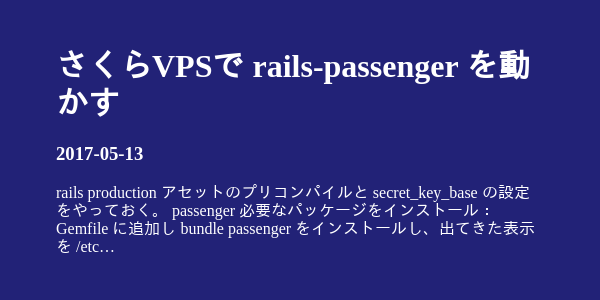 さくらVPSで rails-passenger を動
かす
2017-05-13
rails production アセットのプリコンパイルと secret_key_base の設定
をやっておく。 passenger 必要なパッケージをインストール：
Gemfile に追加し bundle passenger をインストールし、出てきた表示
を /etc…